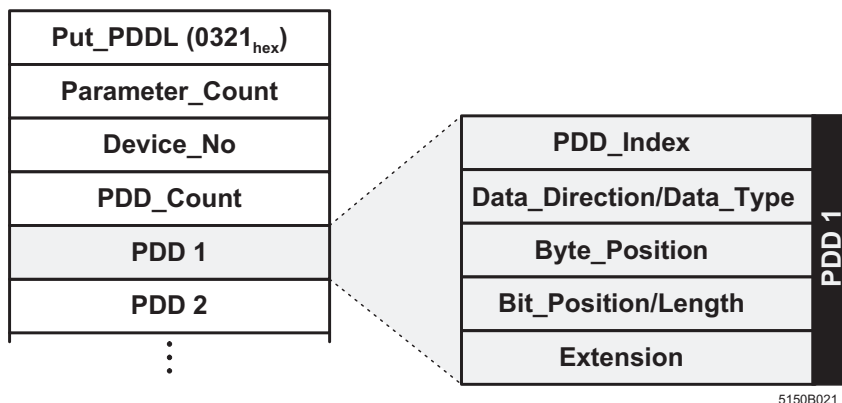 Put_PDDL (0321hex)
Parameter_Count
Device_No
PDD_Count
PDD 1
PDD 2
PDD_Index
Data_Direction/Data_Type
Byte_Position
Bit_Position/Length
Extension
PDD 1
5150B021